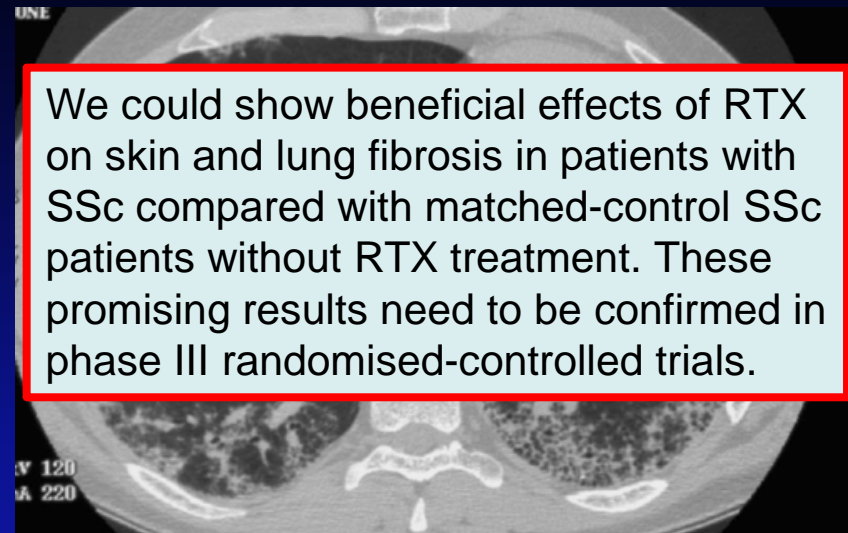 UNE
We could show beneficial effects of RTX
on skin and lung fibrosis in patients with
SSc compared with matched-control SSc
patients without RTX treatment. These
promising results need to be confirmed in
phase III randomised-controlled trials.
120
220